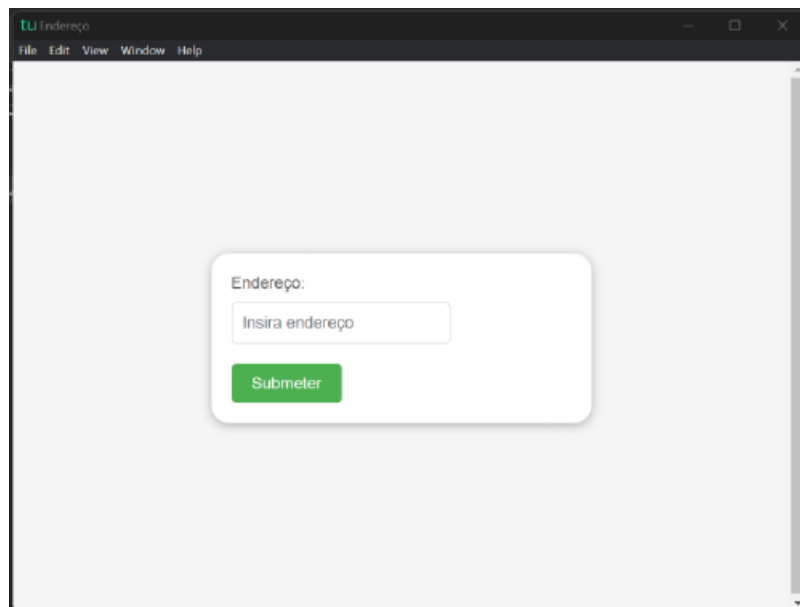 tu Endereço
File Edit View Window Help
Endereço:
Insira endereço
Submeter